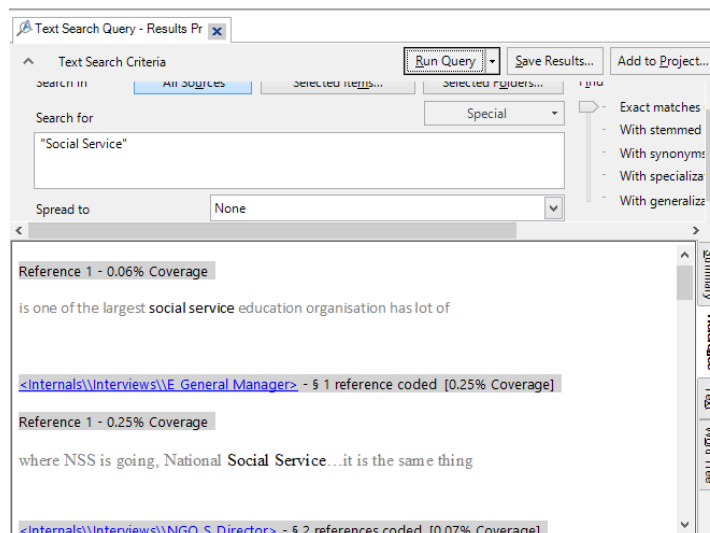 Text Search Query - Results Pr
Text Search Criteria
Run Query
Save Results...
Add to Project...
Search in
All Sources
Selected Items...
Selected Folders...
Find
Search for
Special
Exact matches
"Social Service"
With stemmed
With synonyms
With specializa
With generaliza
Spread to
None
Reference 1 - 0.06% Coverage
is one of the largest social service education organisation has lot of
<Internals\\Interviews\\E General Manager> - § 1 reference coded [0.25% Coverage]
Reference 1 - 0.25% Coverage
where NSS is going, National Social Service…it is the same thing
<Internals\\Interviews\\NGO S Director> - § 2 references coded [0.07% Coverage]
Summary
Word Tree